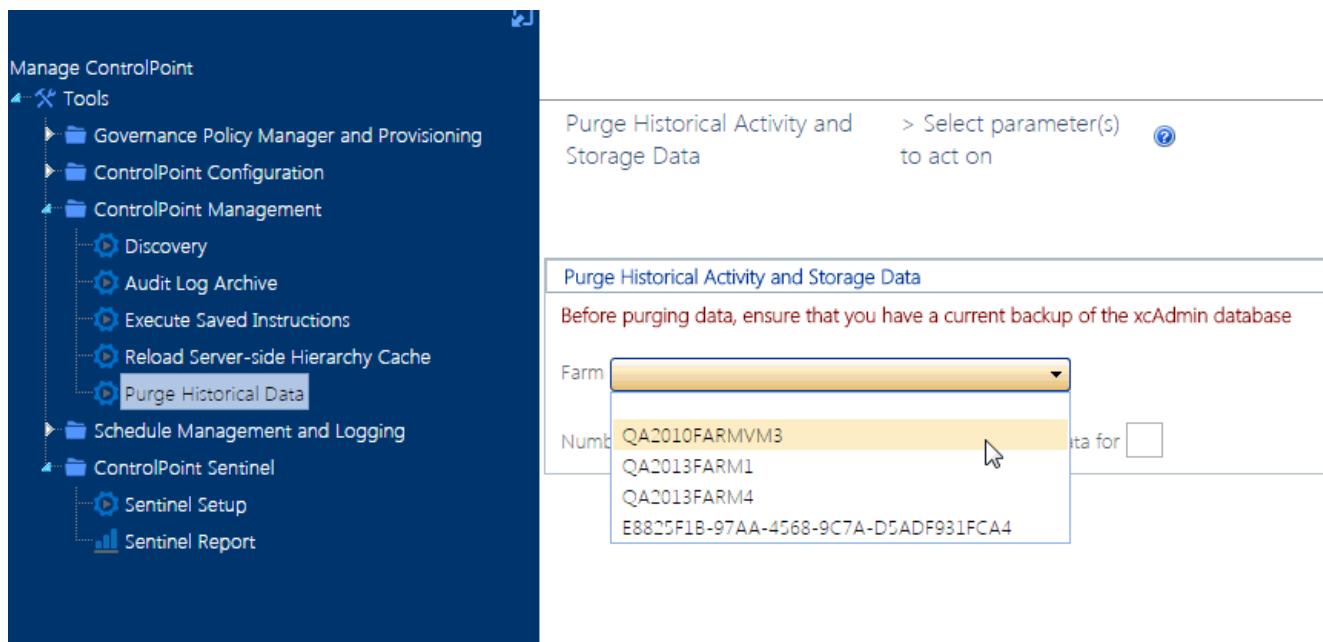 Manage ControlPoint
Tools
Governance Policy Manager and Provisioning
ControlPoint Configuration
ControlPoint Management
Discovery
Audit Log Archive
Execute Saved Instructions
Reload Server-side Hierarchy Cache
Purge Historical Data
Schedule Management and Logging
ControlPoint Sentinel
Sentinel Setup
Sentinel Report
Purge Historical Activity and
Storage Data
> Select parameter(s)
to act on
Purge Historical Activity and Storage Data
Before purging data, ensure that you have a current backup of the xcAdmin database
Farm
QA2010FARMVM3
for
QA2013FARM1
QA2013FARM4
E8825F1B-97AA-4568-9C7A-D5ADF931FCA4